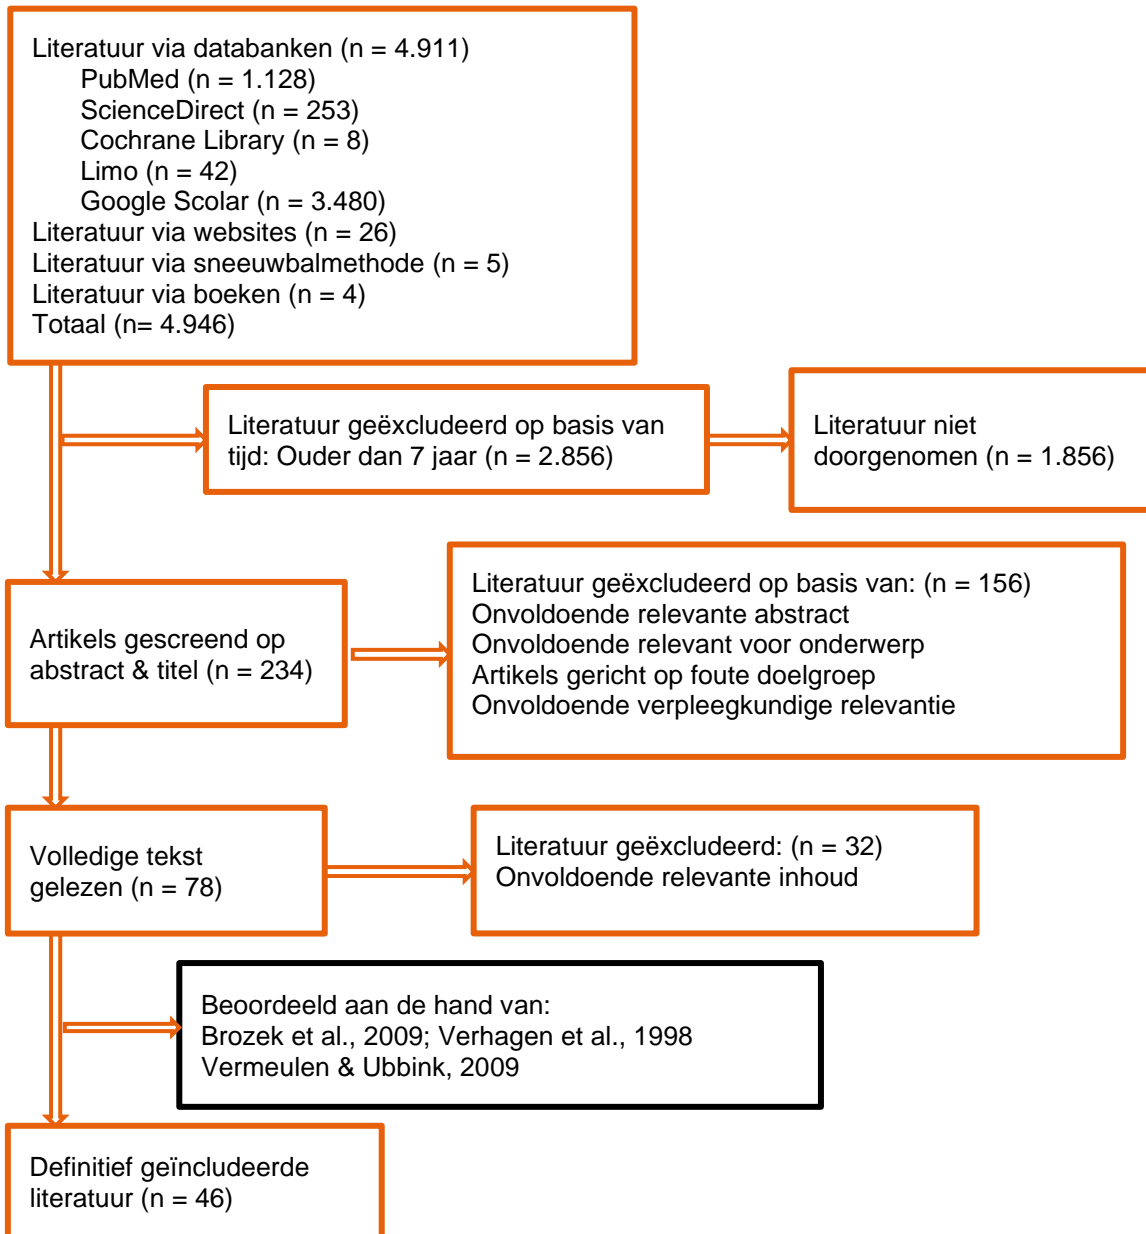 Literatuur via databanken (n = 4.911)
PubMed (n = 1.128)
ScienceDirect (n = 253)
Cochrane Library (n = 8)
Limo (n = 42)
Google Scolar (n = 3.480)
Literatuur via websites (n = 26)
Literatuur via sneeuwbalmethode (n = 5)
Literatuur via boeken (n = 4)
Totaal (n= 4.946)
Literatuur geëxcludeerd op basis van
tijd: Ouder dan 7 jaar (n = 2.856)
Literatuur niet
doorgenomen (n = 1.856)
Artikels gescreend op
abstract & titel (n = 234)
Literatuur geëxcludeerd op basis van: (n = 156)
Onvoldoende relevante abstract
Onvoldoende relevant voor onderwerp
Artikels gericht op foute doelgroep
Onvoldoende verpleegkundige relevantie
Volledige tekst
gelezen (n = 78)
Literatuur geëxcludeerd: (n = 32)
Onvoldoende relevante inhoud
Beoordeeld aan de hand van:
Brozek et al., 2009; Verhagen et al., 1998
Vermeulen & Ubbink, 2009
Definitief geïncludeerde
literatuur (n = 46)